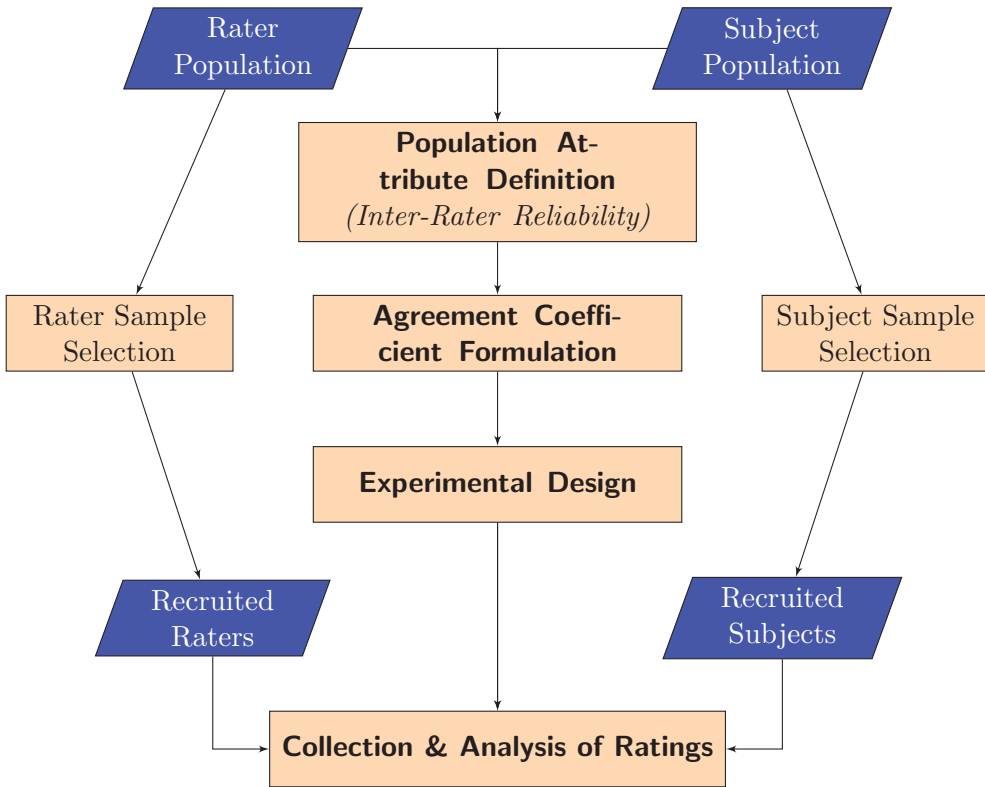 Rater
Population
Subject
Population
Population At-
tribute Definition
(Inter-Rater Reliability)
Rater Sample
Selection
Agreement Coeffi-
cient Formulation
Subject Sample
Selection
Experimental Design
Recruited
Raters
Recruited
Subjects
Collection & Analysis of Ratings